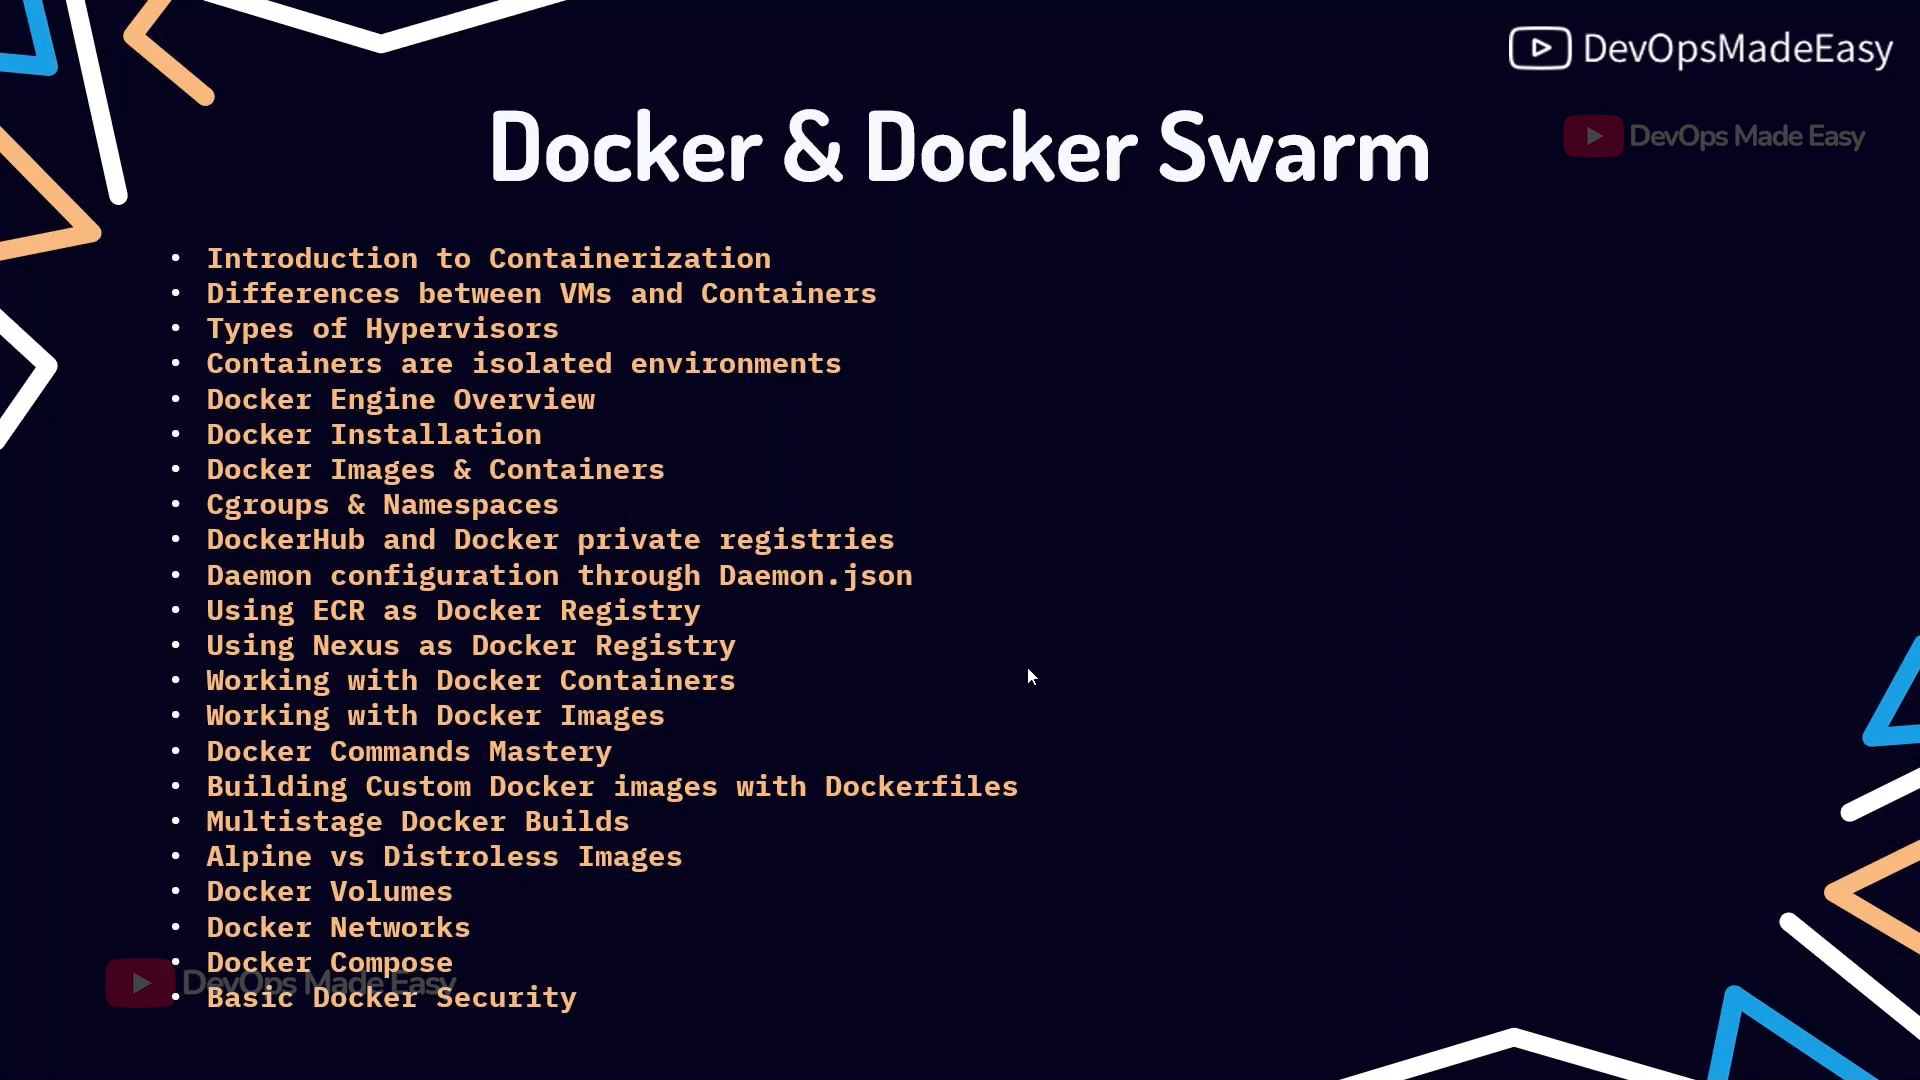 DevOpsMadeEasy
Docker & Docker Swarm
DevOps Made Easy
• Introduction to Containerization
• Differences between VMs and Containers
• Types of Hypervisors
• Containers are isolated environments
• Docker Engine Overview
• Docker Installation
• Docker Images & Containers
• Cgroups & Namespaces
• DockerHub and Docker private registries
• Daemon configuration through Daemon.json
• Using ECR as Docker Registry
• Using Nexus as Docker Registry
• Working with Docker Containers
• Working with Docker Images
• Docker Commands Mastery
• Building Custom Docker images with Dockerfiles
• Multistage Docker Builds
• Alpine vs Distroless Images
• Docker Volumes
• Docker Networks
• Docker Compose
DevOps Made Easy
• Basic Docker Security